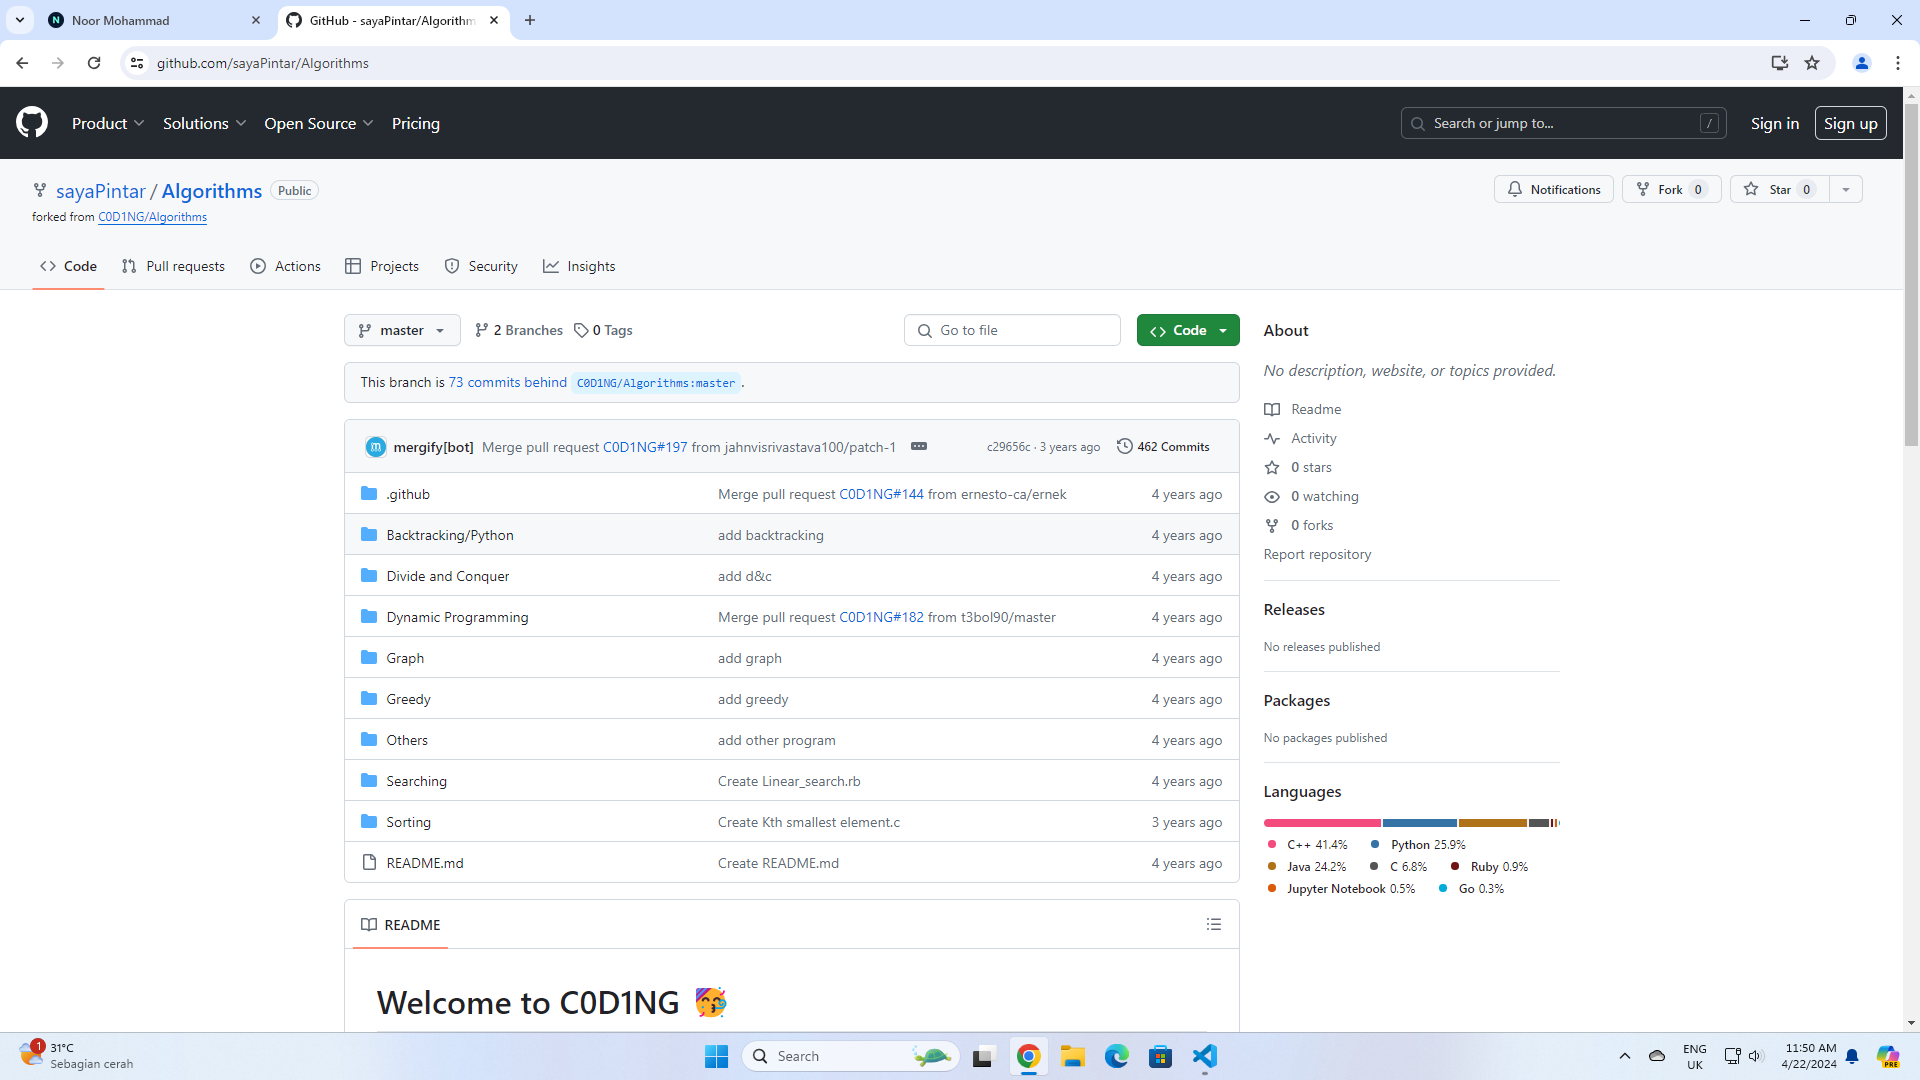 Noor Mohammad
GitHub - sayaPintar/Algorithm
github.com/sayaPintar/Algorithms
Product
Solutions
Open Source
Pricing
Search or jump to...
/
Sign in
Sign up
sayaPintar / Algorithms
Public
forked from C0D1NG/Algorithms
Notifications
Fork 0
Star 0
Code
Pull requests
Actions
Projects
Security
Insights
master
2 Branches
0 Tags
Go to file
Code
This branch is 73 commits behind C0D1NG/Algorithms:master .
mergify[bot] Merge pull request C0D1NG#197 from jahnvisrivastava100/patch-1
c29656c · 3 years ago
462 Commits
.github Merge pull request C0D1NG#144 from ernesto-ca/ernek 4 years ago
Backtracking/Python add backtracking 4 years ago
Divide and Conquer add d&c 4 years ago
Dynamic Programming Merge pull request C0D1NG#182 from t3bol90/master 4 years ago
Graph add graph 4 years ago
Greedy add greedy 4 years ago
Others add other program 4 years ago
Searching Create Linear_search.rb 4 years ago
Sorting Create Kth smallest element.c 3 years ago
README.md Create README.md 4 years ago
README
Welcome to C0D1NG 🥳
About
No description, website, or topics provided.
Readme
Activity
0 stars
0 watching
0 forks
Report repository
Releases
No releases published
Packages
No packages published
Languages
C++ 41.4% Python 25.9%
Java 24.2% C 6.8% Ruby 0.9%
Jupyter Notebook 0.5% Go 0.3%
1
31°C
Sebagian cerah
Search
ENG
UK
11:50 AM
4/22/2024
PRE